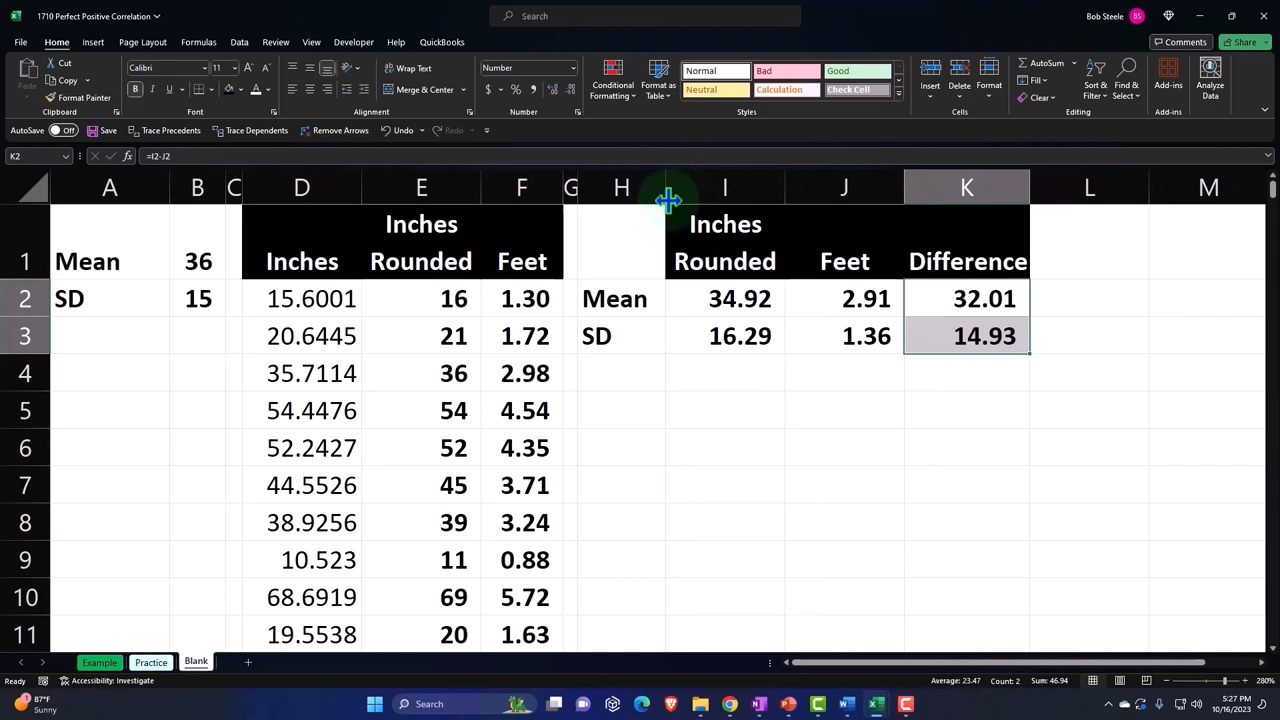 1710 Perfect Positive Correlation
Search
Bob Steele BS
File Home Insert Page Layout Formulas Data Review View Developer Help QuickBooks
Comments Share
Cut
Copy
Format Painter
Clipboard
Calibri 11
B I U
Font
Wrap Text
Merge & Center
Alignment
Number
$ % 
Number
Conditional Formatting
Format as Table
Normal Bad Good
Neutral Calculation Check Cell
Styles
Insert Delete Format
Cells
AutoSum
Fill
Clear
Sort & Filter
Find & Select
Editing
Add-ins
Add-ins
Analyze Data
AutoSave Off Save Trace Precedents Trace Dependents Remove Arrows Undo Redo
K2 fx =I2-J2
A B C D E F G H I J K L M
Inches Inches
1 Mean 36 Inches Rounded Feet Rounded Feet Difference
2 SD 15 15.6001 16 1.30 Mean 34.92 2.91 32.01
3 20.6445 21 1.72 SD 16.29 1.36 14.93
4 35.7114 36 2.98
5 54.4476 54 4.54
6 52.2427 52 4.35
7 44.5526 45 3.71
8 38.9256 39 3.24
9 10.523 11 0.88
10 68.6919 69 5.72
11 19.5538 20 1.63
Example Practice Blank
Ready Accessibility: Investigate Average: 23.47 Count: 2 Sum: 46.94 280%
87°F
Sunny
Search
5:27 PM
10/16/2023